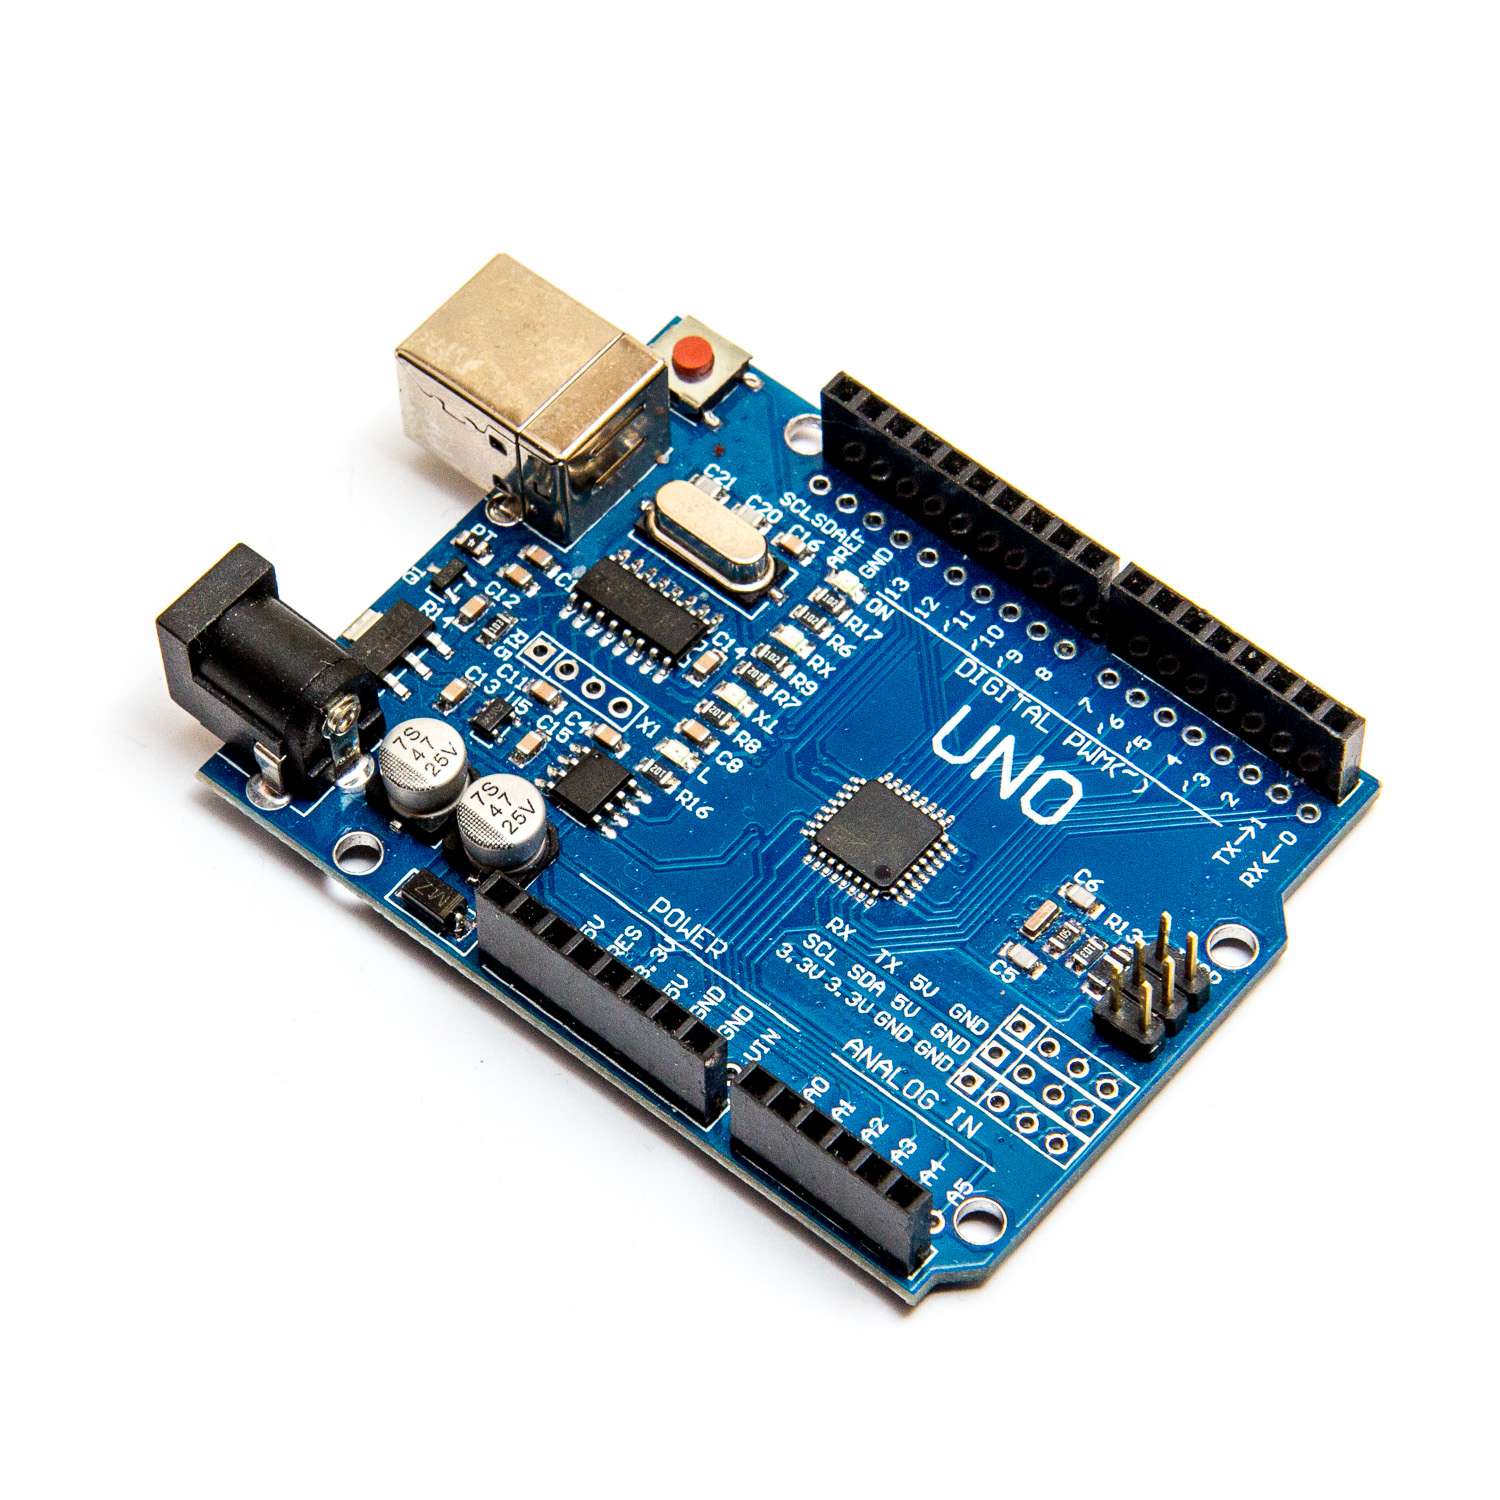 C21
C20
C16
SCL
SDA
GND
13
12
~11
~10
~9
8
7
~6
~5
4
~3
2
TX→1
RX←0
DIGITAL PWM(~)
UNO
ON
R17
R6
RX
R9
R7
R8
C8
L
R16
Q1
C12
R14
C14
C11
C13
C4
C15
X1
7S
47
25V
7S
47
25V
POWER
5V
RES
3.3V
5V
GND
GND
VIN
RX TX 5V GND
SCL SDA 5V GND
3.3V 3.3V GND GND
ANALOG IN
A0
A1
A2
A3
A4
A5
C6
R13
C5